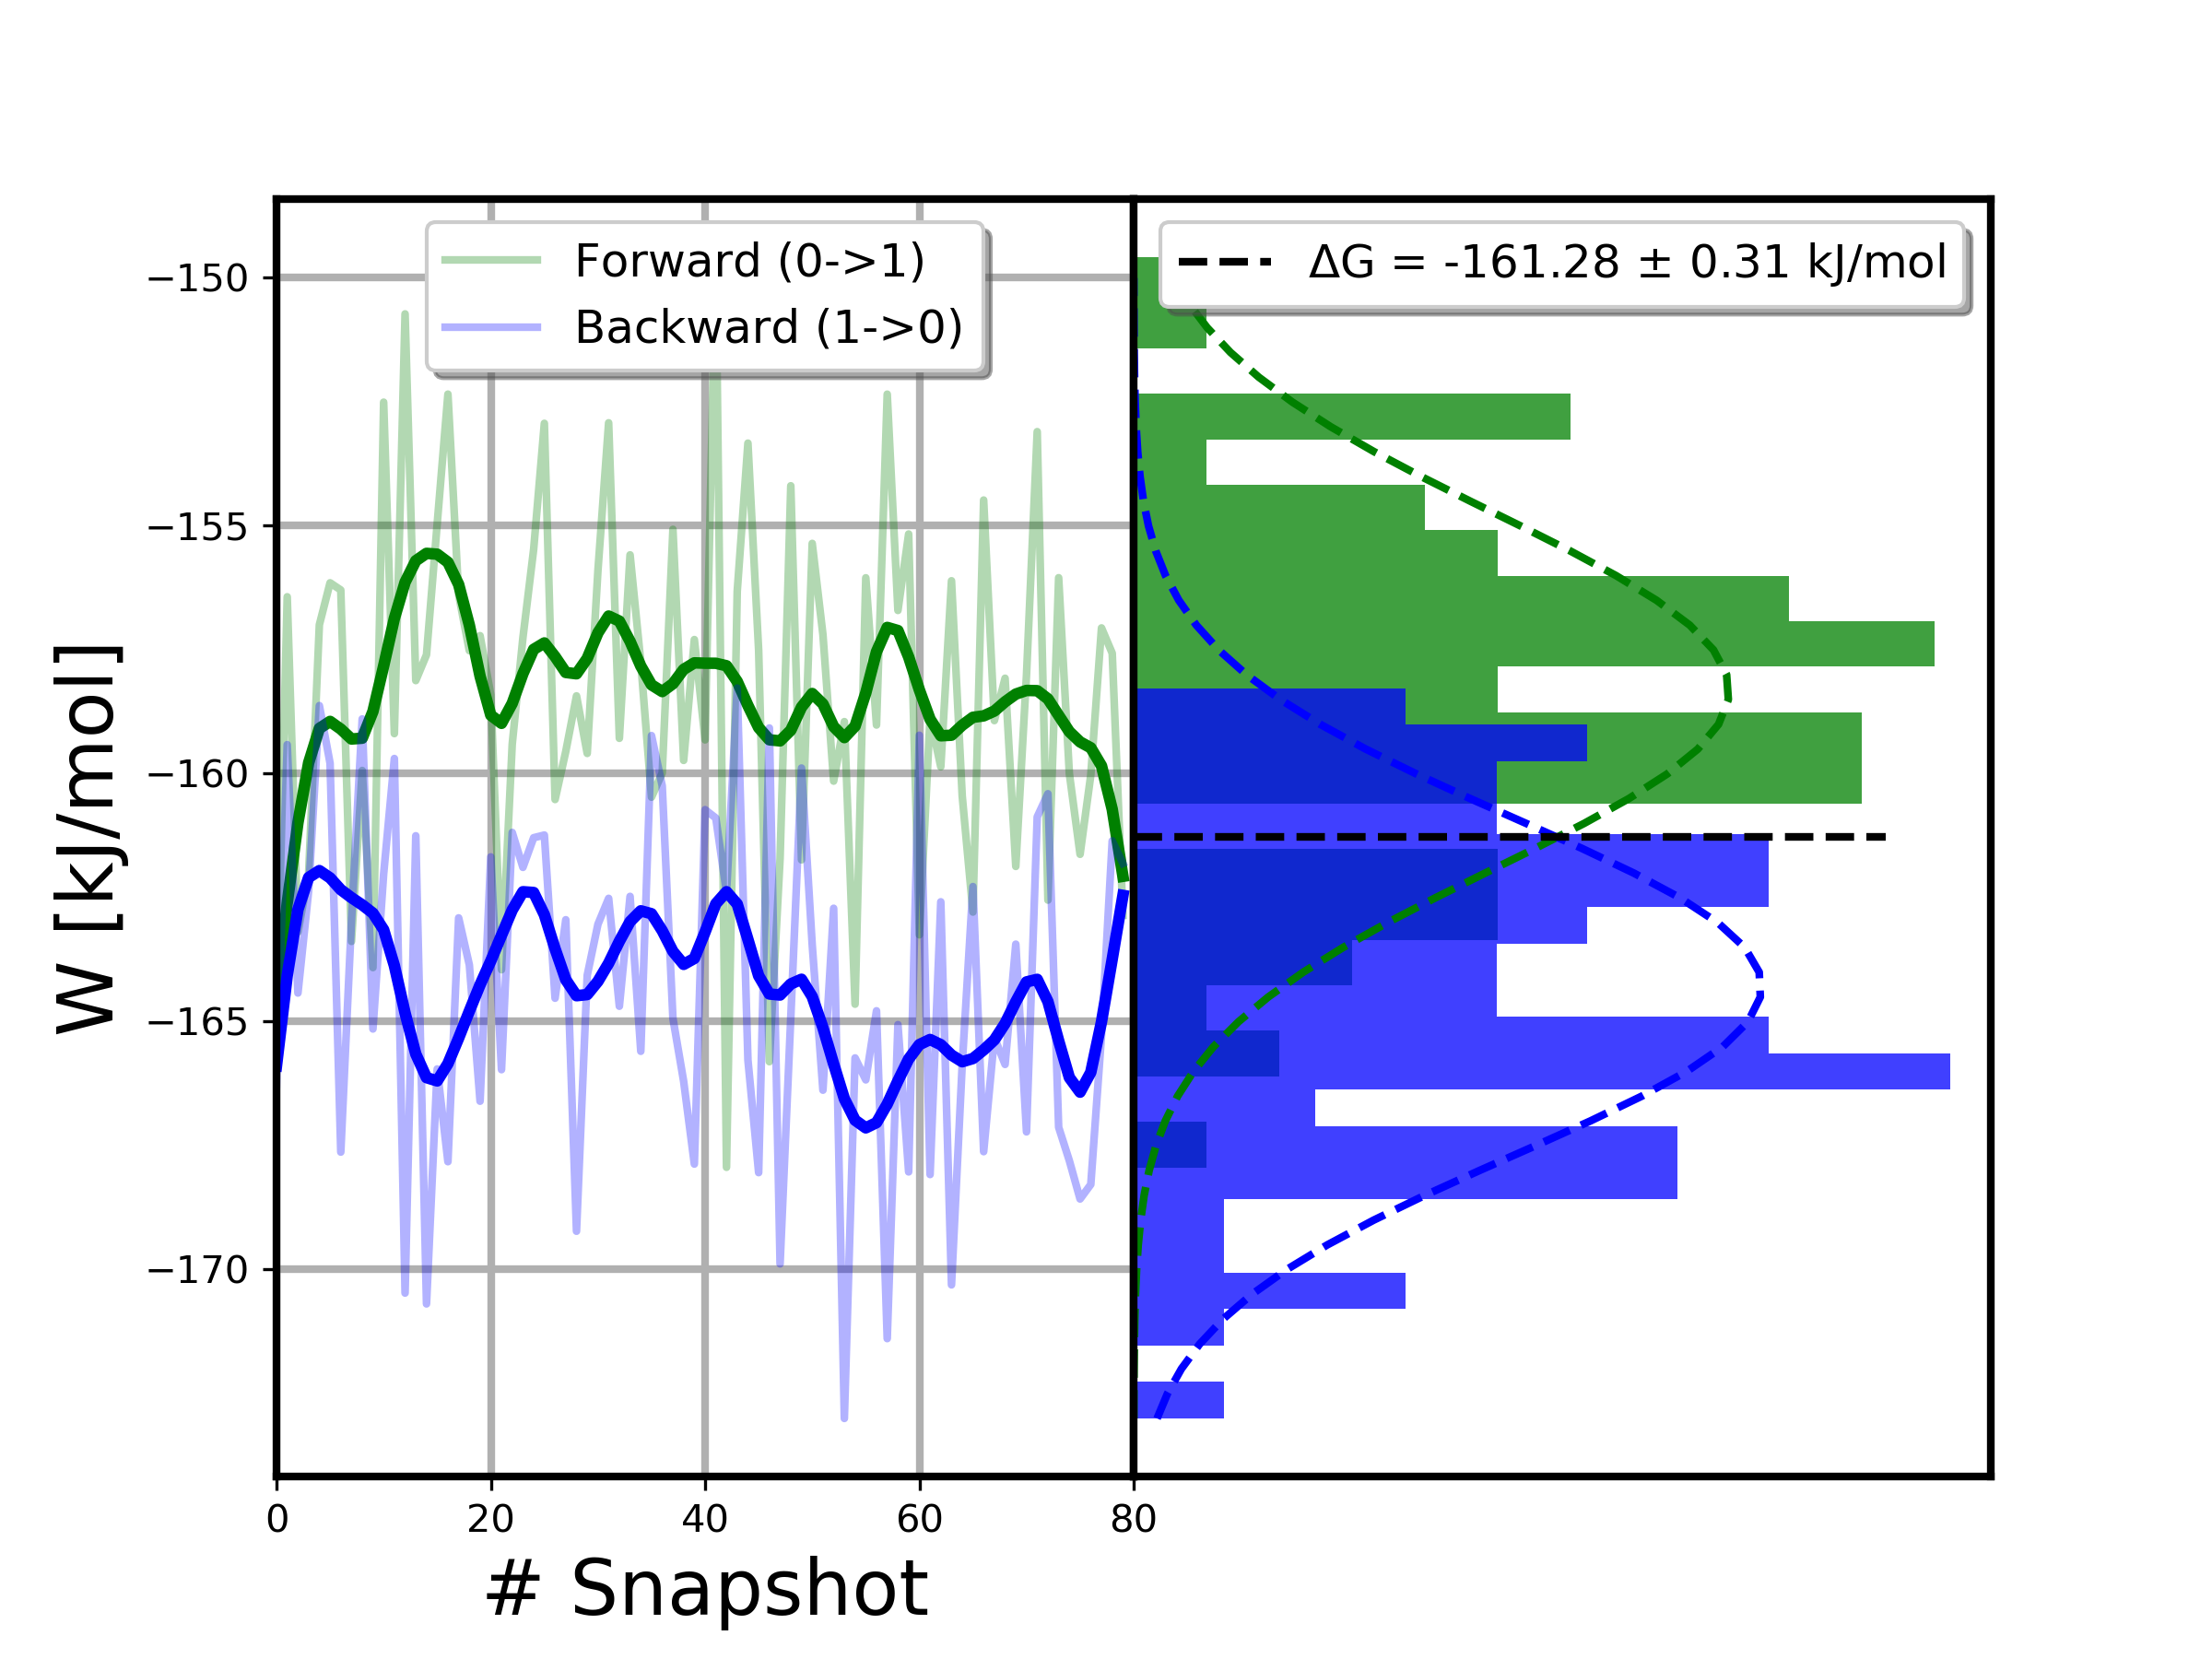 Forward (0->1)
Backward (1->0)
ΔG = -161.28 ± 0.31 kJ/mol
W [kJ/mol]
−150
−155
−160
−165
−170
0 20 40 60 80
# Snapshot